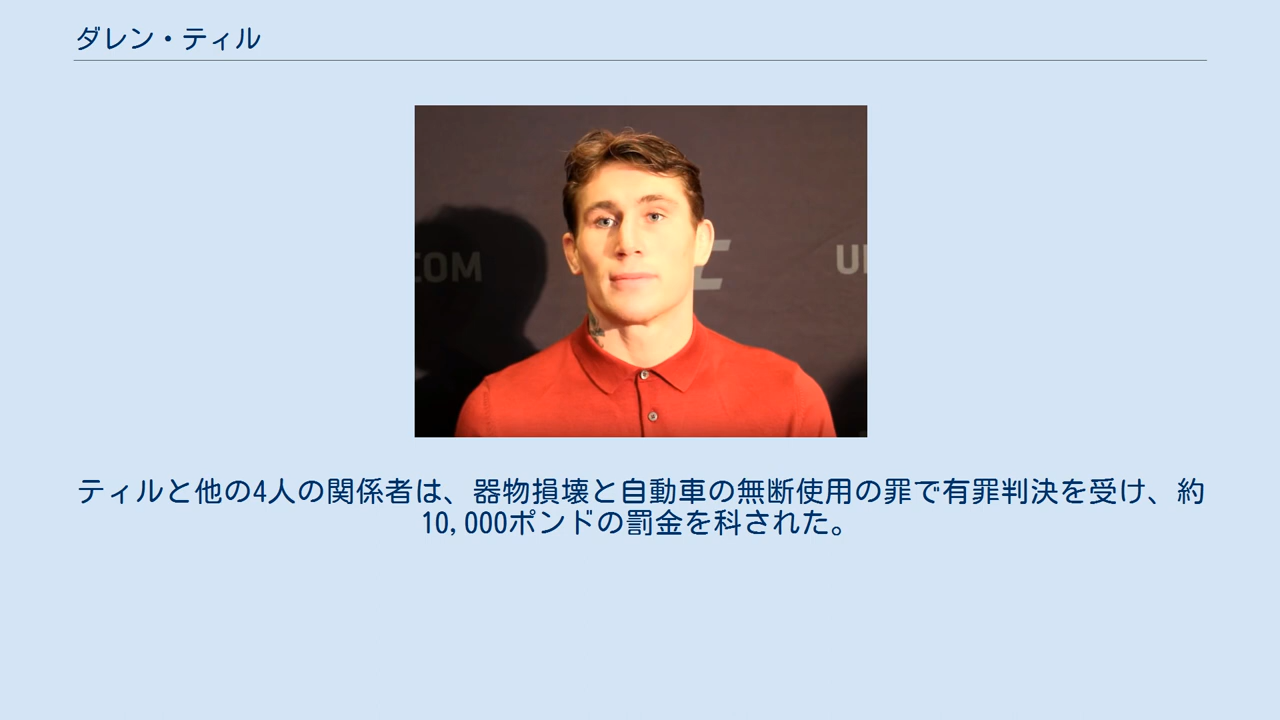 ダレン・ティル
.COM
UF
ティルと他の4人の関係者は、器物損壊と自動車の無断使用の罪で有罪判決を受け、約
10,000ポンドの罰金を科された。